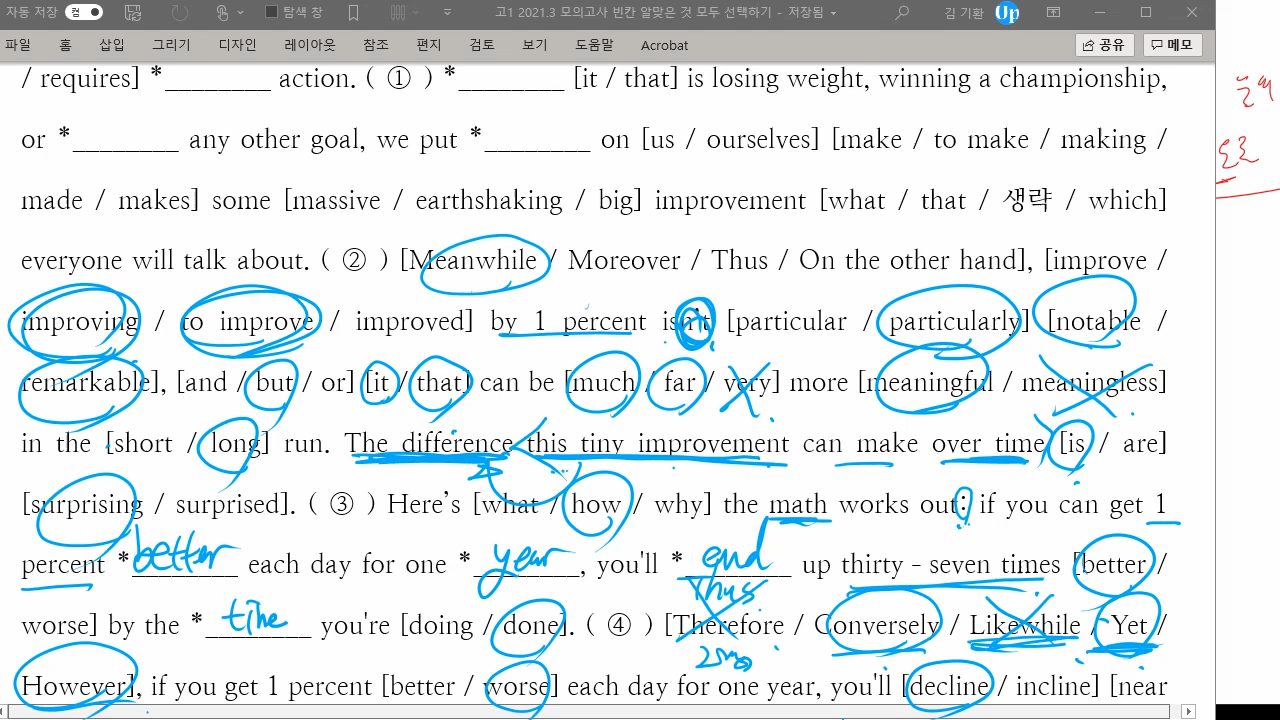 자동 저장 컴 탐색 창 고1 2021.3 모의고사 빈칸 알맞은 것 모두 선택하기 - 저장됨 김 기환 Up
파일 홈 삽입 그리기 디자인 레이아웃 참조 편지 검토 보기 도움말 Acrobat 공유 메모
/ requires] *________ action. ( ① ) *________ [it / that] is losing weight, winning a championship,
or *________ any other goal, we put *________ on [us / ourselves] [make / to make / making /
made / makes] some [massive / earthshaking / big] improvement [what / that / 생략 / which]
everyone will talk about. ( ② ) [Meanwhile / Moreover / Thus / On the other hand], [improve /
improving / to improve / improved] by 1 percent isn't [particular / particularly] [notable /
remarkable], [and / but / or] [it / that] can be [much / far / very] more [meaningful / meaningless]
in the [short / long] run. The difference this tiny improvement can make over time [is / are]
[surprising / surprised]. ( ③ ) Here's [what / how / why] the math works out: if you can get 1
percent *better each day for one *year, you'll *end up thirty - seven times [better /
Thus
worse] by the *time you're [doing / done]. ( ④ ) [Therefore / Conversely / Likewhile / Yet /
However], if you get 1 percent [better / worse] each day for one year, you'll [decline / incline] [near